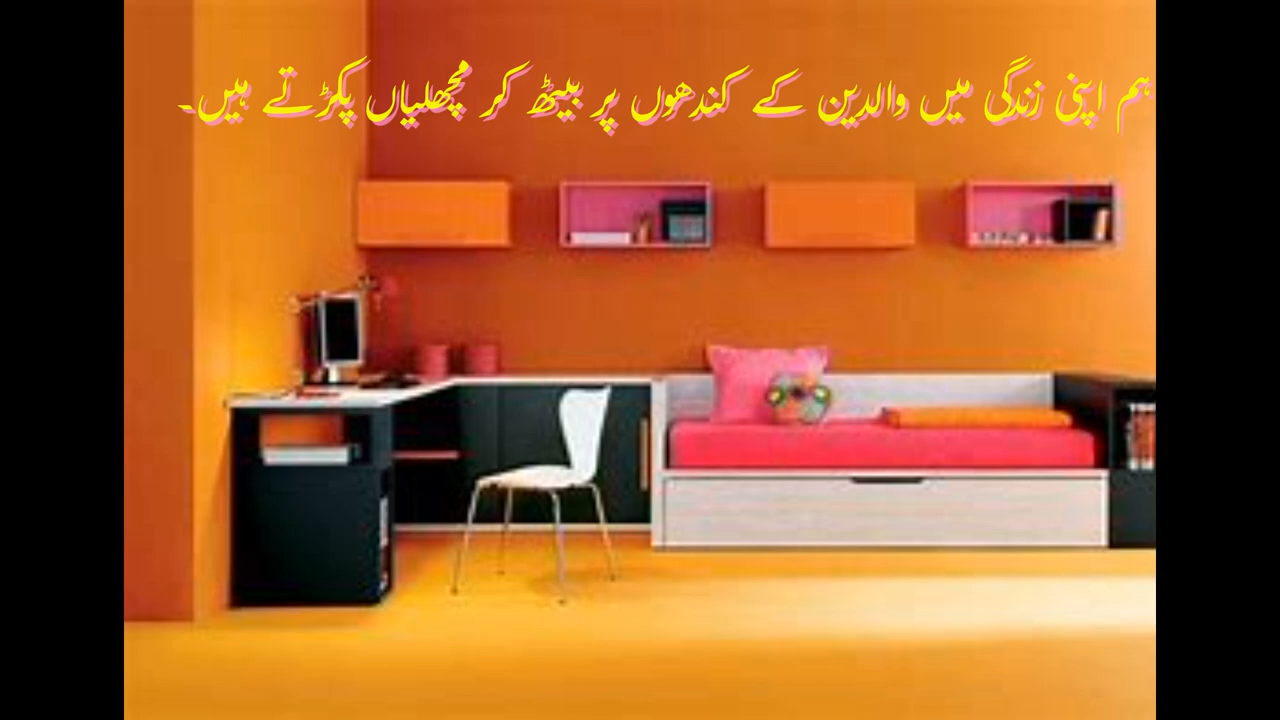 ہم اپنی زندگی میں والدین کے کندھوں پر بیٹھ کر مچھلیاں پکڑتے ہیں۔